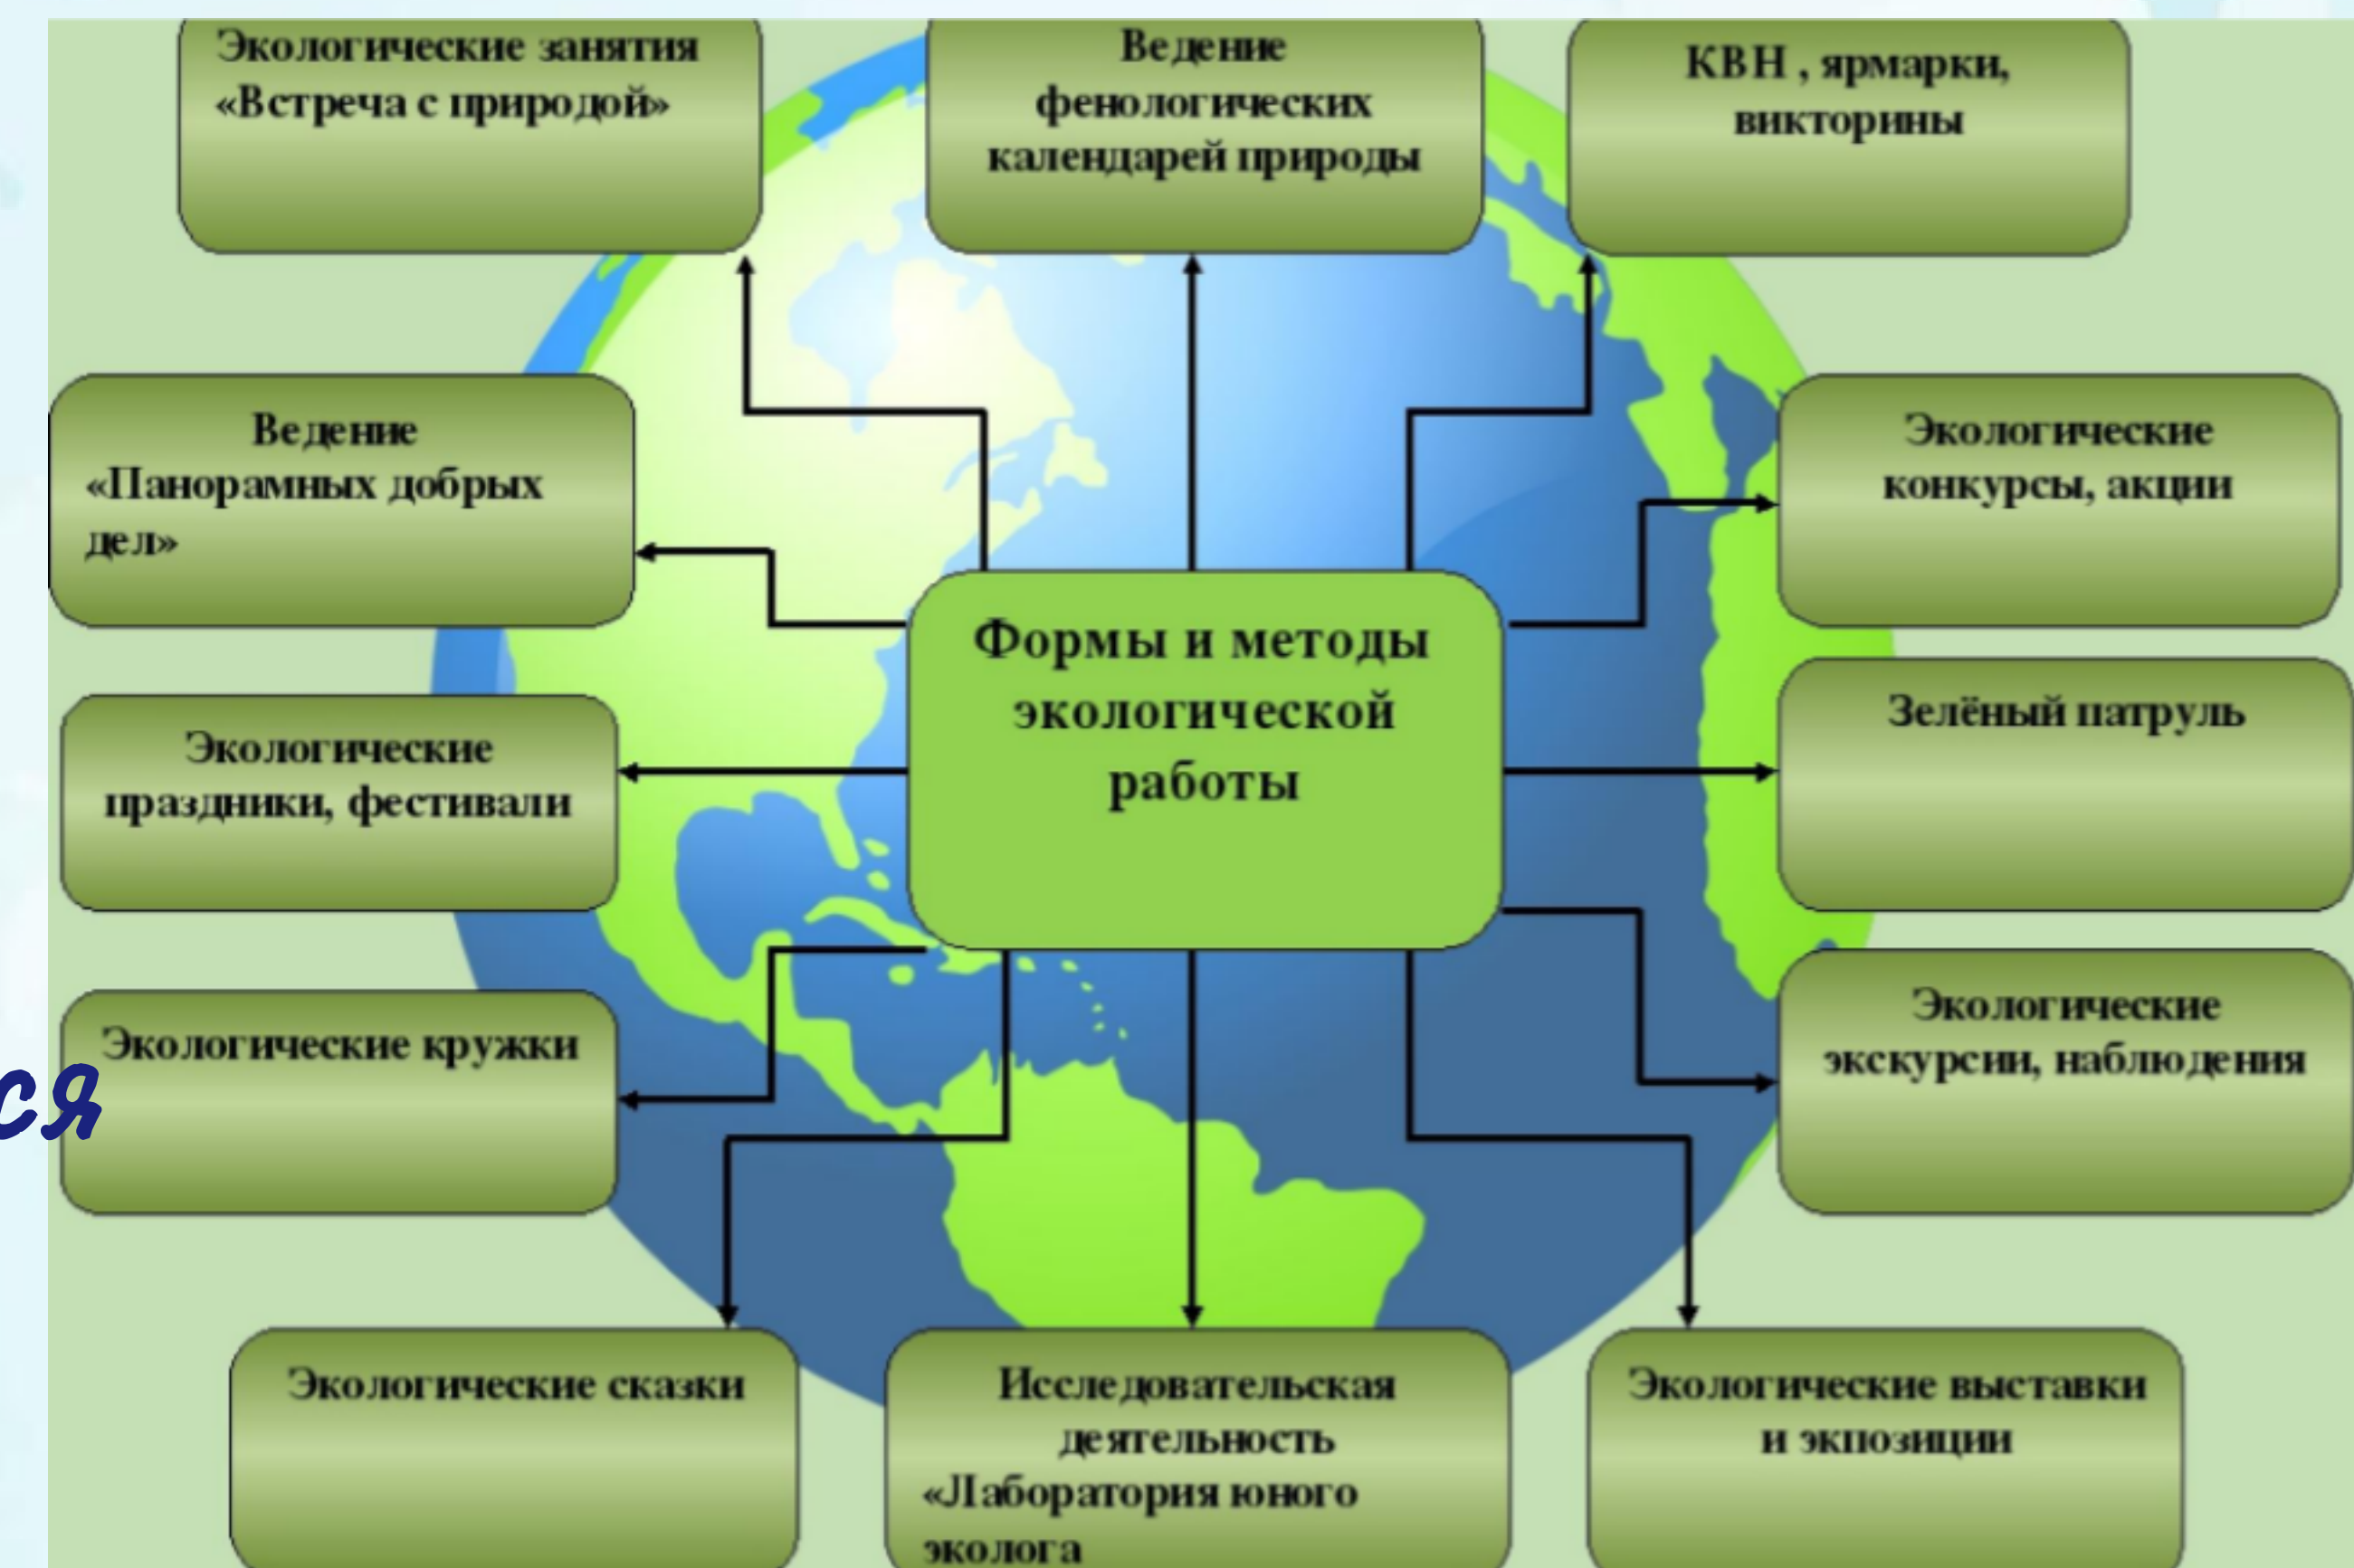 Экологические занятия
«Встреча с природой»
Ведение
фенологических
календарей природы
КВН , ярмарки,
викторины
Ведение
«Панорамных добрых
дел»
Экологические
конкурсы, акции
Формы и методы
экологической
работы
Экологические
праздники, фестивали
Зелёный патруль
Экологические кружки
Экологические
экскурсии, наблюдения
ся
Экологические сказки
Исследовательская
деятельность
«Лаборатория юного
эколога
Экологические выставки
и экпозиции